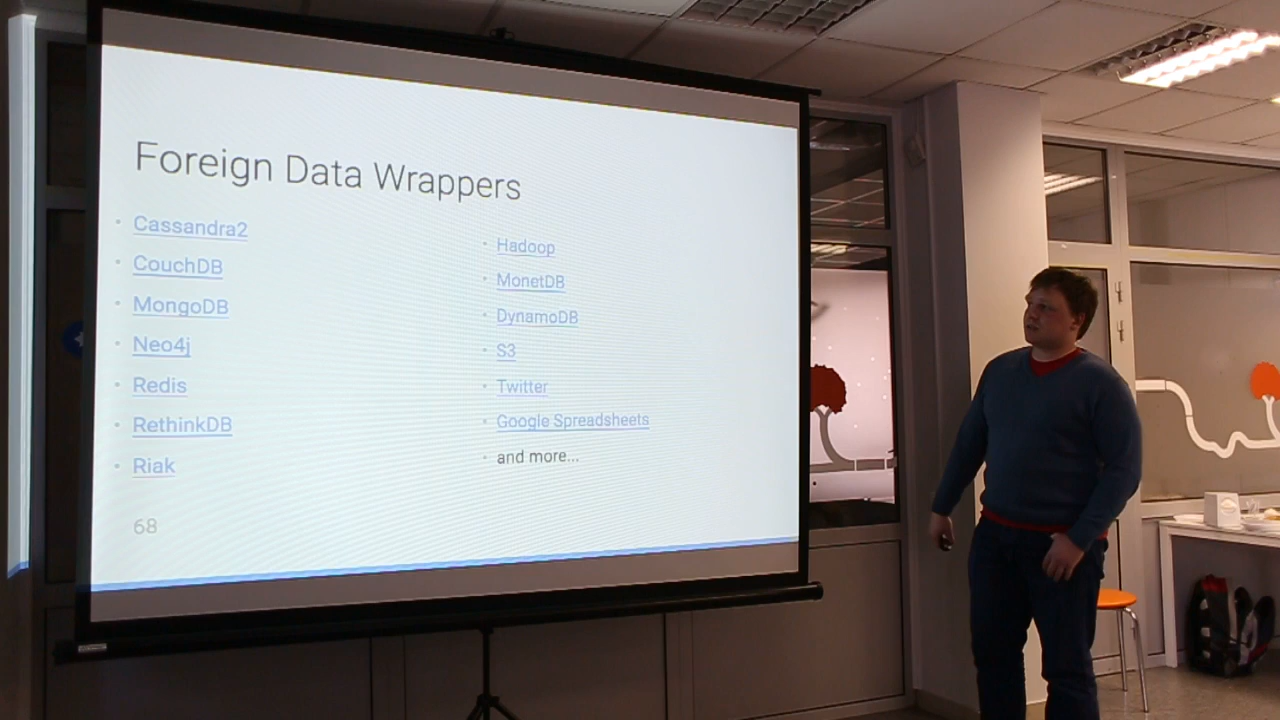 Foreign Data Wrappers
• Cassandra2
• CouchDB
• MongoDB
• Neo4j
• Redis
• RethinkDB
• Riak
• Hadoop
• MonetDB
• DynamoDB
• S3
• Twitter
• Google Spreadsheets
• and more...
68